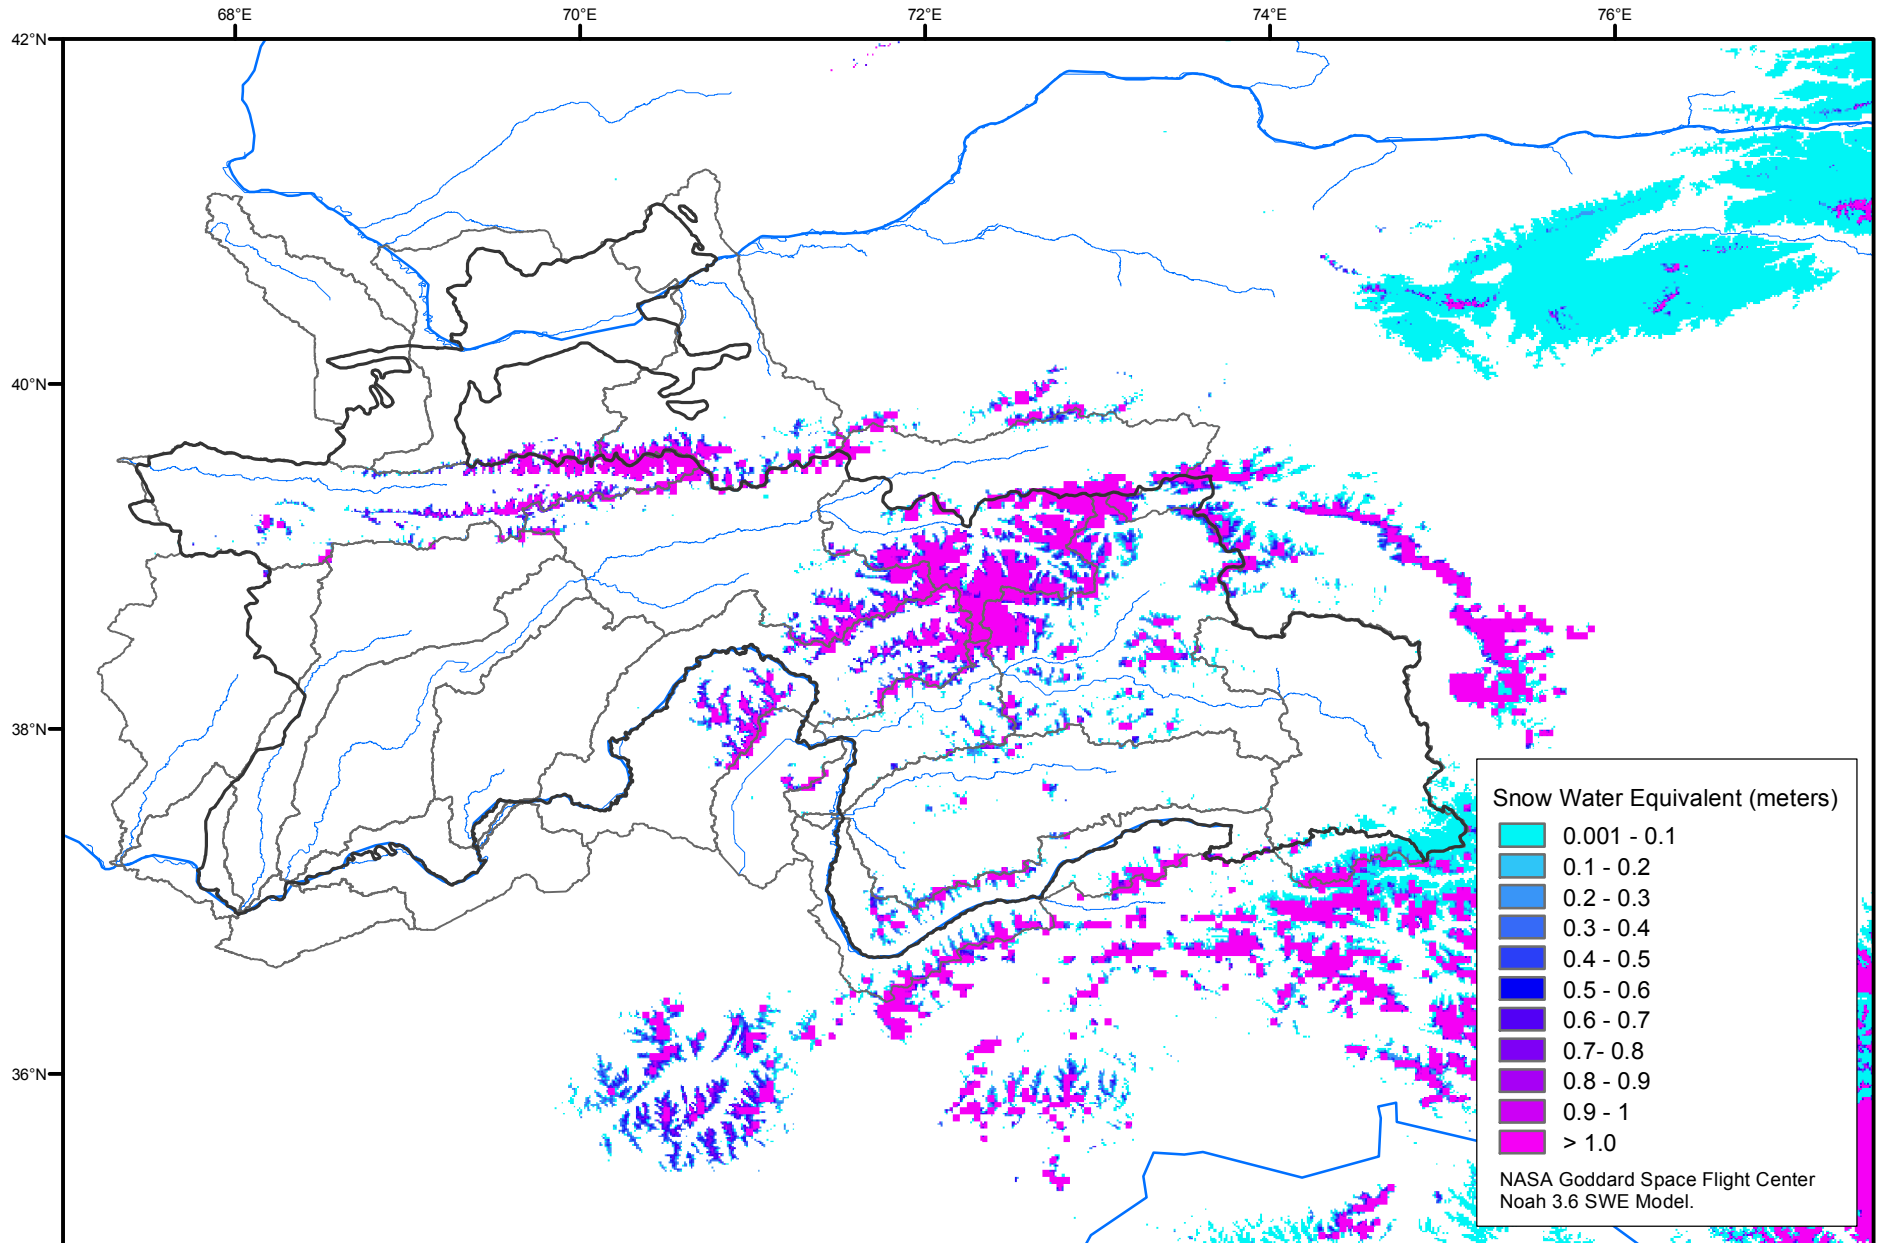 68°E 70°E 72°E 74°E 76°E
42°N
40°N
38°N
36°N
Snow Water Equivalent (meters)
0.001 - 0.1
0.1 - 0.2
0.2 - 0.3
0.3 - 0.4
0.4 - 0.5
0.5 - 0.6
0.6 - 0.7
0.7- 0.8
0.8 - 0.9
0.9 - 1
> 1.0
NASA Goddard Space Flight Center
Noah 3.6 SWE Model.